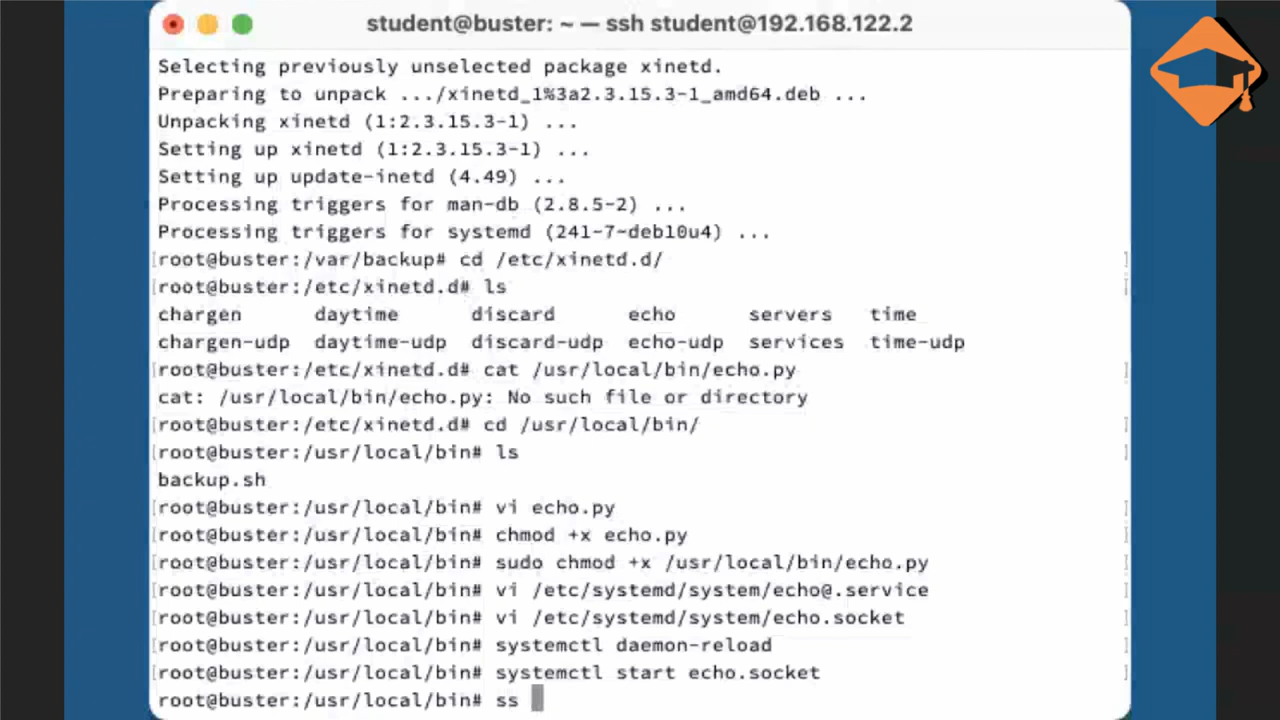 student@buster: ~ — ssh student@192.168.122.2
Selecting previously unselected package xinetd.
Preparing to unpack .../xinetd_1%3a2.3.15.3-1_amd64.deb ...
Unpacking xinetd (1:2.3.15.3-1) ...
Setting up xinetd (1:2.3.15.3-1) ...
Setting up update-inetd (4.49) ...
Processing triggers for man-db (2.8.5-2) ...
Processing triggers for systemd (241-7~deb10u4) ...
[root@buster:/var/backup# cd /etc/xinetd.d/ ]
[root@buster:/etc/xinetd.d# ls ]
chargen daytime discard echo servers time
chargen-udp daytime-udp discard-udp echo-udp services time-udp
[root@buster:/etc/xinetd.d# cat /usr/local/bin/echo.py ]
cat: /usr/local/bin/echo.py: No such file or directory
[root@buster:/etc/xinetd.d# cd /usr/local/bin/ ]
[root@buster:/usr/local/bin# ls ]
backup.sh
[root@buster:/usr/local/bin# vi echo.py ]
[root@buster:/usr/local/bin# chmod +x echo.py ]
[root@buster:/usr/local/bin# sudo chmod +x /usr/local/bin/echo.py ]
[root@buster:/usr/local/bin# vi /etc/systemd/system/echo@.service ]
[root@buster:/usr/local/bin# vi /etc/systemd/system/echo.socket ]
[root@buster:/usr/local/bin# systemctl daemon-reload ]
[root@buster:/usr/local/bin# systemctl start echo.socket ]
root@buster:/usr/local/bin# ss